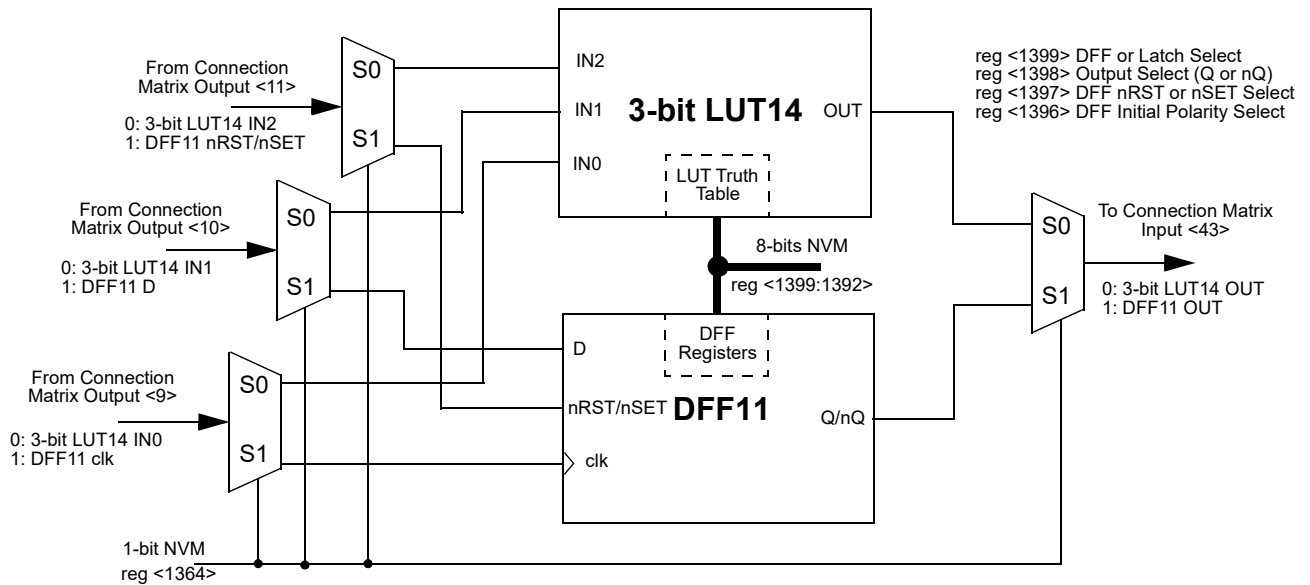 From Connection
Matrix Output <11>
0: 3-bit LUT14 IN2
1: DFF11 nRST/nSET
S0
S1
From Connection
Matrix Output <10>
0: 3-bit LUT14 IN1
1: DFF11 D
S0
S1
From Connection
Matrix Output <9>
0: 3-bit LUT14 IN0
1: DFF11 clk
S0
S1
1-bit NVM
reg <1364>
IN2
IN1
IN0
3-bit LUT14
OUT
LUT Truth
Table
8-bits NVM
reg <1399:1392>
DFF
Registers
D
nRST/nSET
DFF11
Q/nQ
clk
reg <1399> DFF or Latch Select
reg <1398> Output Select (Q or nQ)
reg <1397> DFF nRST or nSET Select
reg <1396> DFF Initial Polarity Select
S0
S1
To Connection Matrix
Input <43>
0: 3-bit LUT14 OUT
1: DFF11 OUT